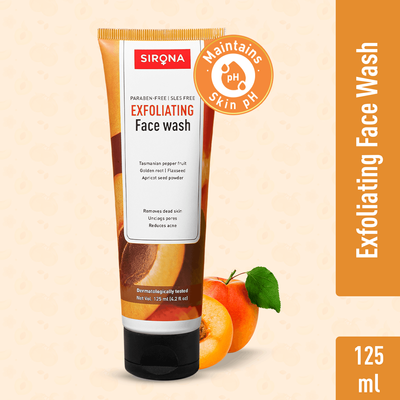 SIRONA
PARABEN-FREE | SLES FREE
EXFOLIATING
Face wash
Tasmanian pepper fruit
Golden root | Flaxseed
Apricot seed powder
Removes dead skin
Unclogs pores
Reduces acne
Dermatologically tested
Net Vol. 125 ml (4.2 fl oz)
Maintains
pH
Skin pH
Exfoliating Face Wash
125
ml